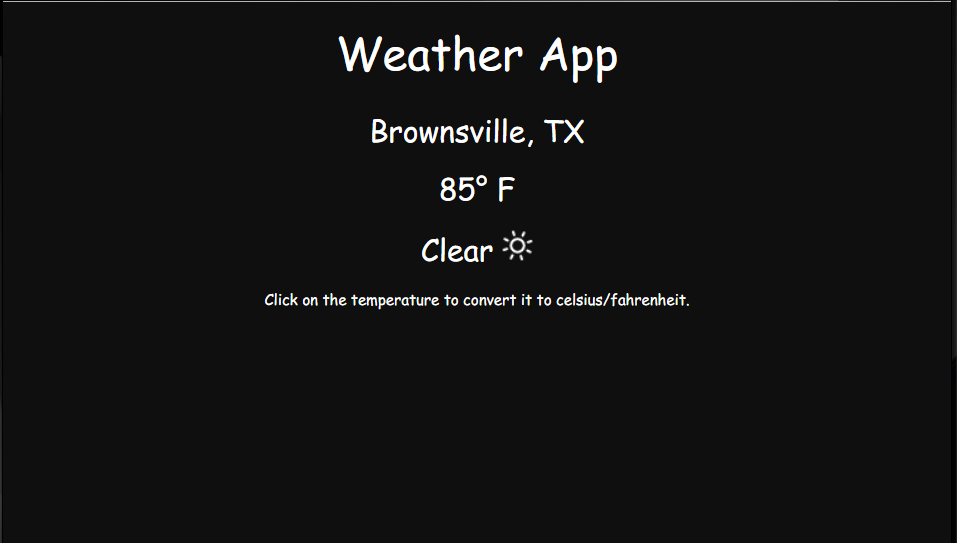 Weather App
Brownsville, TX
85° F
Clear
Click on the temperature to convert it to celsius/fahrenheit.